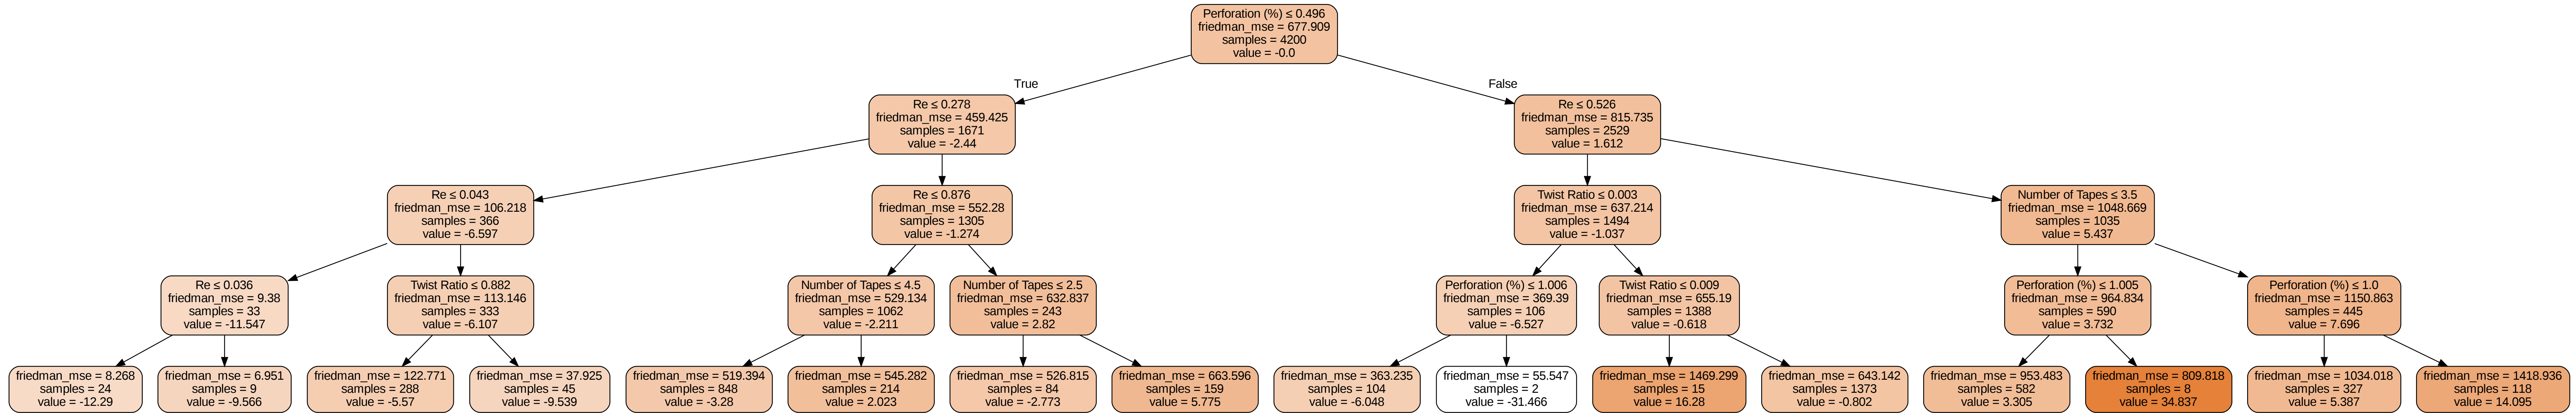 Perforation (%) ≤ 0.496
friedman_mse = 677.909
samples = 4200
value = -0.0
True
False
Re ≤ 0.278
friedman_mse = 459.425
samples = 1671
value = -2.44
Re ≤ 0.526
friedman_mse = 815.735
samples = 2529
value = 1.612
Re ≤ 0.043
friedman_mse = 106.218
samples = 366
value = -6.597
Re ≤ 0.876
friedman_mse = 552.28
samples = 1305
value = -1.274
Twist Ratio ≤ 0.003
friedman_mse = 637.214
samples = 1494
value = -1.037
Number of Tapes ≤ 3.5
friedman_mse = 1048.669
samples = 1035
value = 5.437
Re ≤ 0.036
friedman_mse = 9.38
samples = 33
value = -11.547
Twist Ratio ≤ 0.882
friedman_mse = 113.146
samples = 333
value = -6.107
Number of Tapes ≤ 4.5
friedman_mse = 529.134
samples = 1062
value = -2.211
Number of Tapes ≤ 2.5
friedman_mse = 632.837
samples = 243
value = 2.82
Perforation (%) ≤ 1.006
friedman_mse = 369.39
samples = 106
value = -6.527
Twist Ratio ≤ 0.009
friedman_mse = 655.19
samples = 1388
value = -0.618
Perforation (%) ≤ 1.005
friedman_mse = 964.834
samples = 590
value = 3.732
Perforation (%) ≤ 1.0
friedman_mse = 1150.863
samples = 445
value = 7.696
friedman_mse = 8.268
samples = 24
value = -12.29
friedman_mse = 6.951
samples = 9
value = -9.566
friedman_mse = 122.771
samples = 288
value = -5.57
friedman_mse = 37.925
samples = 45
value = -9.539
friedman_mse = 519.394
samples = 848
value = -3.28
friedman_mse = 545.282
samples = 214
value = 2.023
friedman_mse = 526.815
samples = 84
value = -2.773
friedman_mse = 663.596
samples = 159
value = 5.775
friedman_mse = 363.235
samples = 104
value = -6.048
friedman_mse = 55.547
samples = 2
value = -31.466
friedman_mse = 1469.299
samples = 15
value = 16.28
friedman_mse = 643.142
samples = 1373
value = -0.802
friedman_mse = 953.483
samples = 582
value = 3.305
friedman_mse = 809.818
samples = 8
value = 34.837
friedman_mse = 1034.018
samples = 327
value = 5.387
friedman_mse = 1418.936
samples = 118
value = 14.095